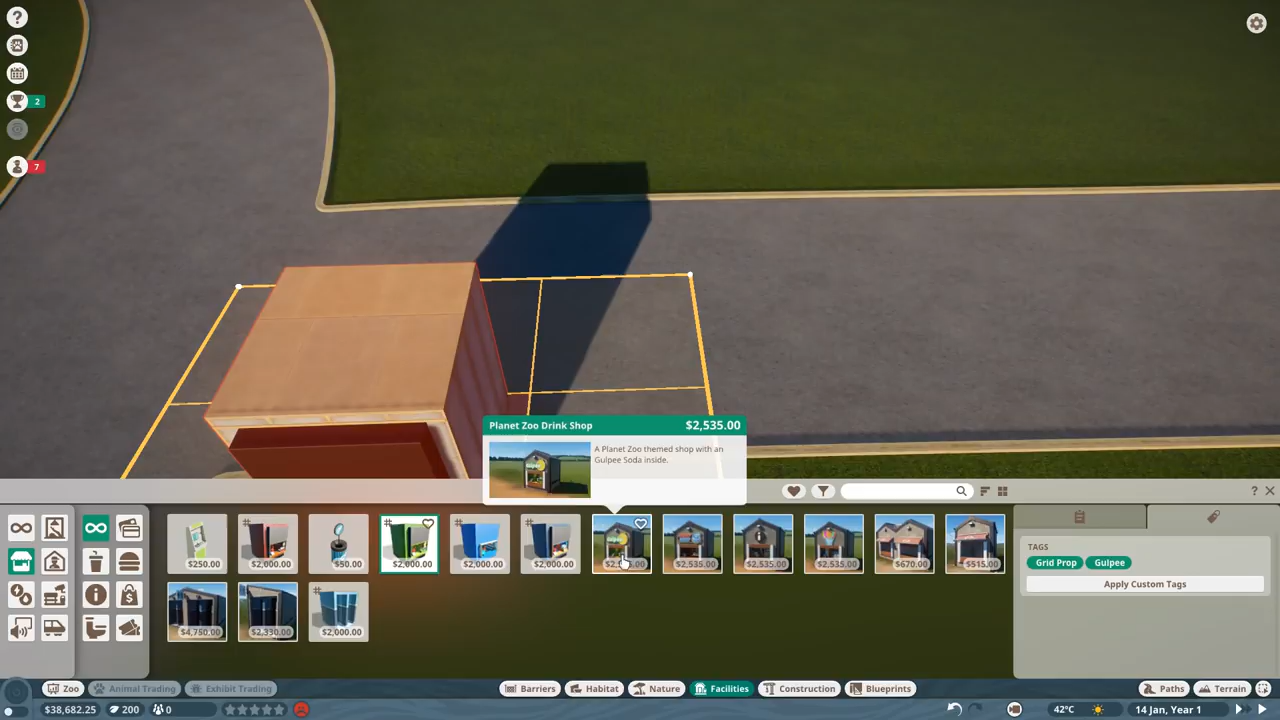 ?
2
7
Planet Zoo Drink Shop $2,535.00
A Planet Zoo themed shop with an
Gulpee Soda inside.
? ×
$250.00 $2,000.00 $50.00 $2,000.00 $2,000.00 $2,000.00 $2,535.00 $2,535.00 $2,535.00 $2,535.00 $670.00 $515.00
$4,750.00 $2,330.00 $2,000.00
TAGS
Grid Prop Gulpee
Apply Custom Tags
Zoo Animal Trading Exhibit Trading Barriers Habitat Nature Facilities Construction Blueprints Paths Terrain
$38,682.25 200 0 42°C 14 Jan, Year 1